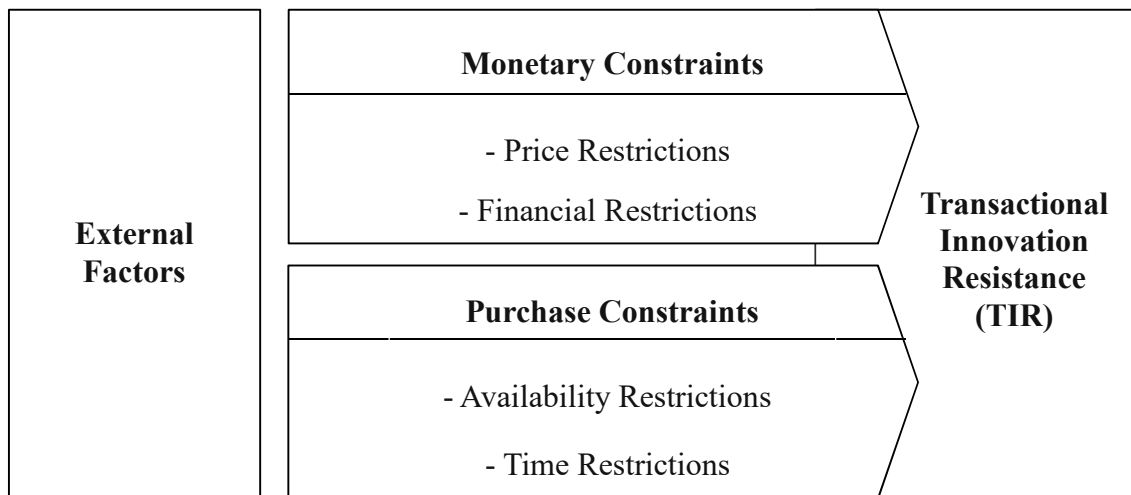 External
Factors
Monetary Constraints
- Price Restrictions
- Financial Restrictions
Purchase Constraints
- Availability Restrictions
- Time Restrictions
Transactional
Innovation
Resistance
(TIR)